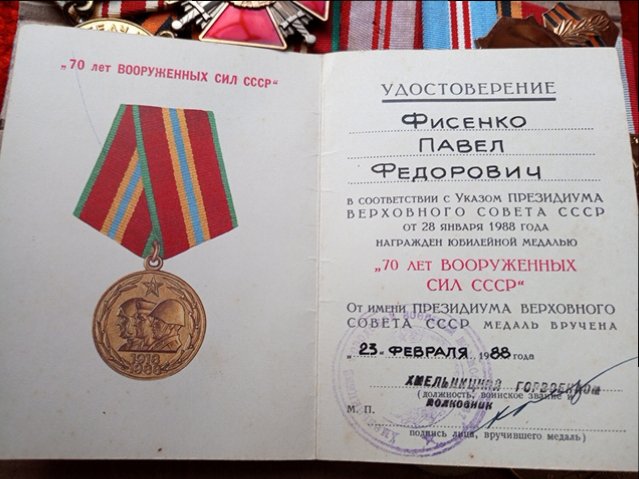 „70 лет ВООРУЖЕННЫХ СИЛ СССР“
1918
1988
УДОСТОВЕРЕНИЕ
Фисенко
Павел
Федорович
в соответствии с Указом ПРЕЗИДИУМА
ВЕРХОВНОГО СОВЕТА СССР
от 28 января 1988 года
награжден юбилейной медалью
„70 лет ВООРУЖЕННЫХ
СИЛ СССР“
От имени ПРЕЗИДИУМА ВЕРХОВНОГО
СОВЕТА СССР медаль вручена
„23“ ФЕВРАЛЯ 1988 года
ХМЕЛЬНИЦКИЙ ГОРВОЕНКОМ
(должность, воинское звание и
полковник
М. П.
подпись лица, вручившего медаль)